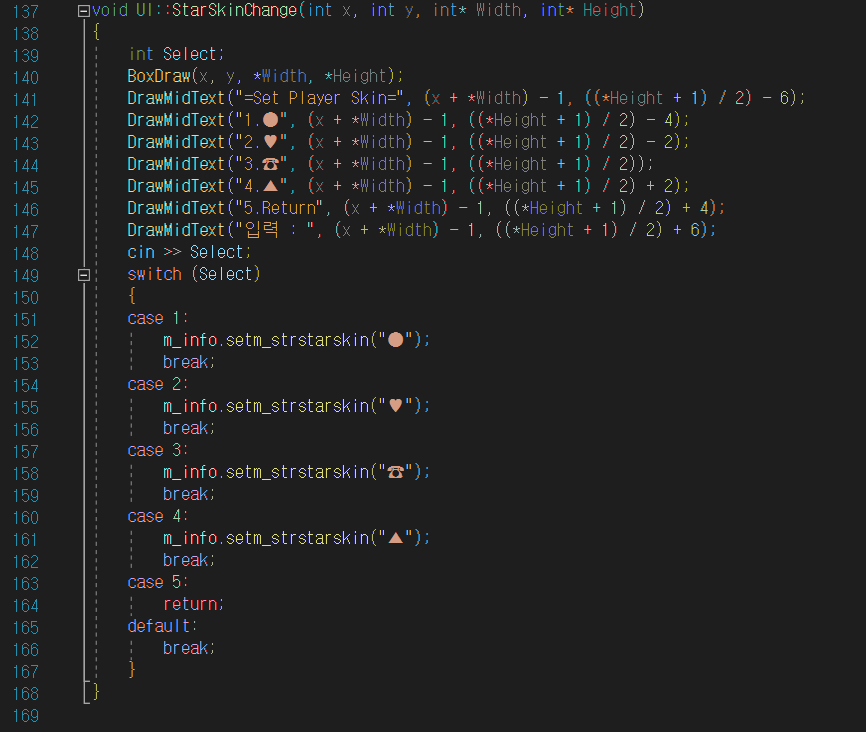 137 void UI::StarSkinChange(int x, int y, int* Width, int* Height)
138 {
139 int Select;
140 BoxDraw(x, y, *Width, *Height);
141 DrawMidText("=Set Player Skin=", (x + *Width) - 1, ((*Height + 1) / 2) - 6);
142 DrawMidText("1.●", (x + *Width) - 1, ((*Height + 1) / 2) - 4);
143 DrawMidText("2.♥", (x + *Width) - 1, ((*Height + 1) / 2) - 2);
144 DrawMidText("3.☎", (x + *Width) - 1, ((*Height + 1) / 2));
145 DrawMidText("4.▲", (x + *Width) - 1, ((*Height + 1) / 2) + 2);
146 DrawMidText("5.Return", (x + *Width) - 1, ((*Height + 1) / 2) + 4);
147 DrawMidText("입력 : ", (x + *Width) - 1, ((*Height + 1) / 2) + 6);
148 cin >> Select;
149 switch (Select)
150 {
151 case 1:
152 m_info.setm_strstarskin("●");
153 break;
154 case 2:
155 m_info.setm_strstarskin("♥");
156 break;
157 case 3:
158 m_info.setm_strstarskin("☎");
159 break;
160 case 4:
161 m_info.setm_strstarskin("▲");
162 break;
163 case 5:
164 return;
165 default:
166 break;
167 }
168 }
169